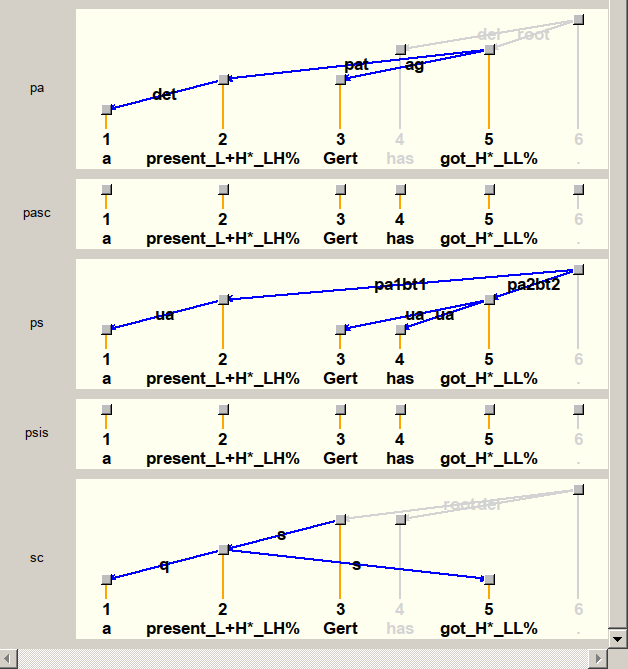 del root
pat ag
det
pa
1 2 3 4 5 6
a present_L+H*_LH% Gert has got_H*_LL% .
pasc
1 2 3 4 5 6
a present_L+H*_LH% Gert has got_H*_LL% .
pa1bt1 pa2bt2
ua ua ua
ps
1 2 3 4 5 6
a present_L+H*_LH% Gert has got_H*_LL% .
psis
1 2 3 4 5 6
a present_L+H*_LH% Gert has got_H*_LL% .
root del
s
q s
sc
1 2 3 4 5 6
a present_L+H*_LH% Gert has got_H*_LL% .